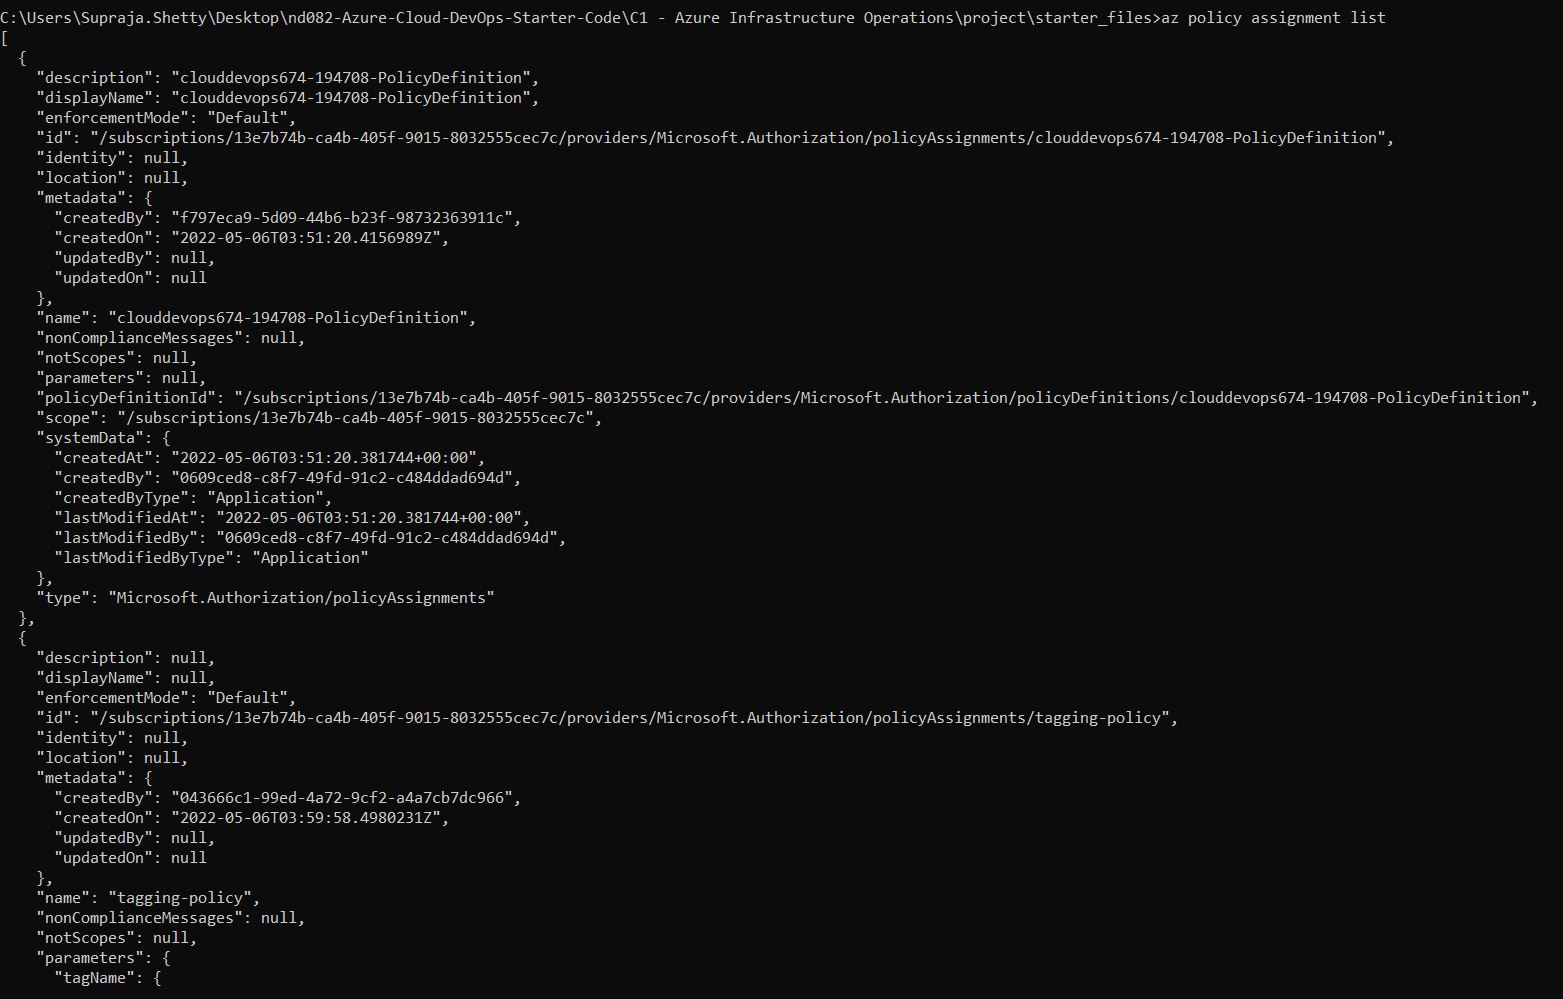 C:\Users\Supraja.Shetty\Desktop\nd082-Azure-Cloud-DevOps-Starter-Code\C1 - Azure Infrastructure Operations\project\starter_files>az policy assignment list
[
  {
    "description": "clouddevops674-194708-PolicyDefinition",
    "displayName": "clouddevops674-194708-PolicyDefinition",
    "enforcementMode": "Default",
    "id": "/subscriptions/13e7b74b-ca4b-405f-9015-8032555cec7c/providers/Microsoft.Authorization/policyAssignments/clouddevops674-194708-PolicyDefinition",
    "identity": null,
    "location": null,
    "metadata": {
      "createdBy": "f797eca9-5d09-44b6-b23f-98732363911c",
      "createdOn": "2022-05-06T03:51:20.4156989Z",
      "updatedBy": null,
      "updatedOn": null
    },
    "name": "clouddevops674-194708-PolicyDefinition",
    "nonComplianceMessages": null,
    "notScopes": null,
    "parameters": null,
    "policyDefinitionId": "/subscriptions/13e7b74b-ca4b-405f-9015-8032555cec7c/providers/Microsoft.Authorization/policyDefinitions/clouddevops674-194708-PolicyDefinition",
    "scope": "/subscriptions/13e7b74b-ca4b-405f-9015-8032555cec7c",
    "systemData": {
      "createdAt": "2022-05-06T03:51:20.381744+00:00",
      "createdBy": "0609ced8-c8f7-49fd-91c2-c484ddad694d",
      "createdByType": "Application",
      "lastModifiedAt": "2022-05-06T03:51:20.381744+00:00",
      "lastModifiedBy": "0609ced8-c8f7-49fd-91c2-c484ddad694d",
      "lastModifiedByType": "Application"
    },
    "type": "Microsoft.Authorization/policyAssignments"
  },
  {
    "description": null,
    "displayName": null,
    "enforcementMode": "Default",
    "id": "/subscriptions/13e7b74b-ca4b-405f-9015-8032555cec7c/providers/Microsoft.Authorization/policyAssignments/tagging-policy",
    "identity": null,
    "location": null,
    "metadata": {
      "createdBy": "043666c1-99ed-4a72-9cf2-a4a7cb7dc966",
      "createdOn": "2022-05-06T03:59:58.4980231Z",
      "updatedBy": null,
      "updatedOn": null
    },
    "name": "tagging-policy",
    "nonComplianceMessages": null,
    "notScopes": null,
    "parameters": {
      "tagName": {